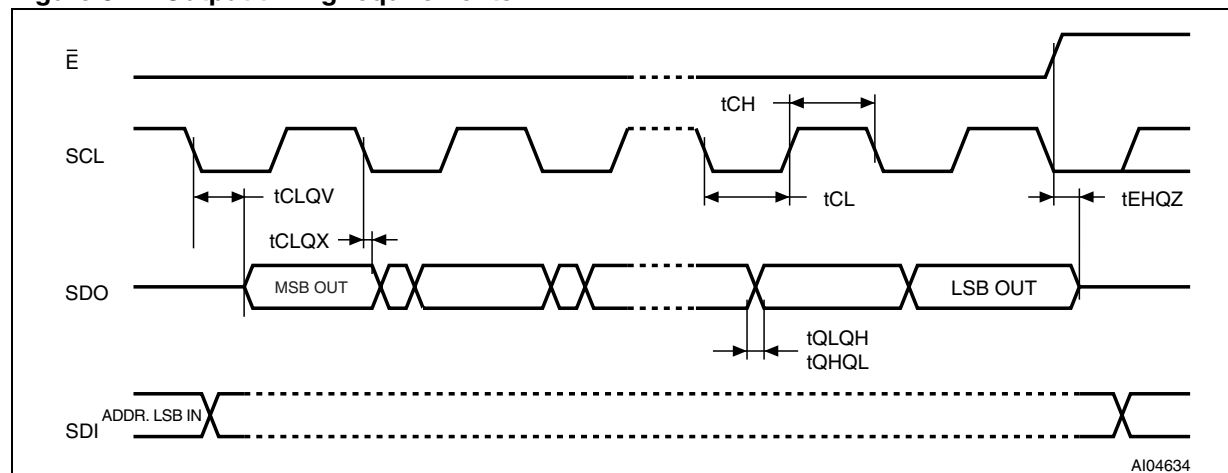 E̅
tCH
SCL
tCLQV
tCL
tEHQZ
tCLQX
SDO
MSB OUT
LSB OUT
tQLQH
tQHQL
ADDR. LSB IN
SDI
AI04634